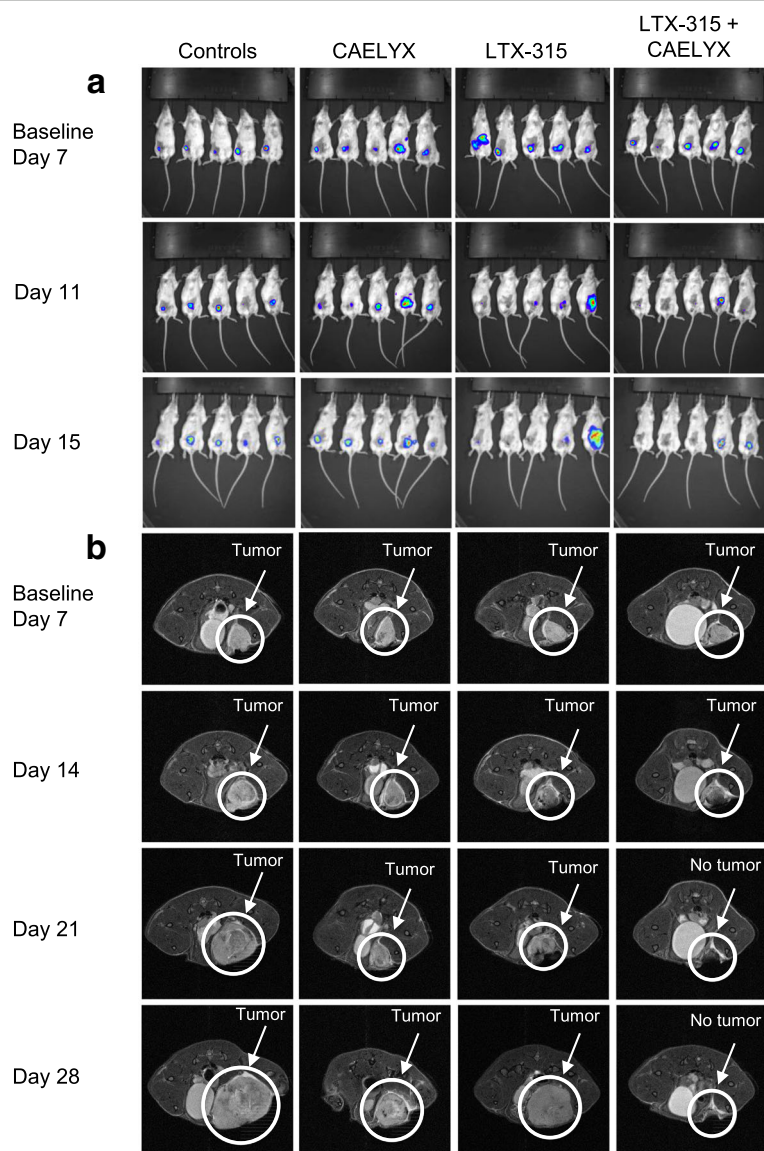 Controls
CAELYX
LTX-315
LTX-315 +
CAELYX
a
Baseline
Day 7
Day 11
Day 15
b
Baseline
Day 7
Tumor
Tumor
Tumor
Tumor
Day 14
Tumor
Tumor
Tumor
Tumor
Day 21
Tumor
Tumor
Tumor
No tumor
Day 28
Tumor
Tumor
Tumor
No tumor